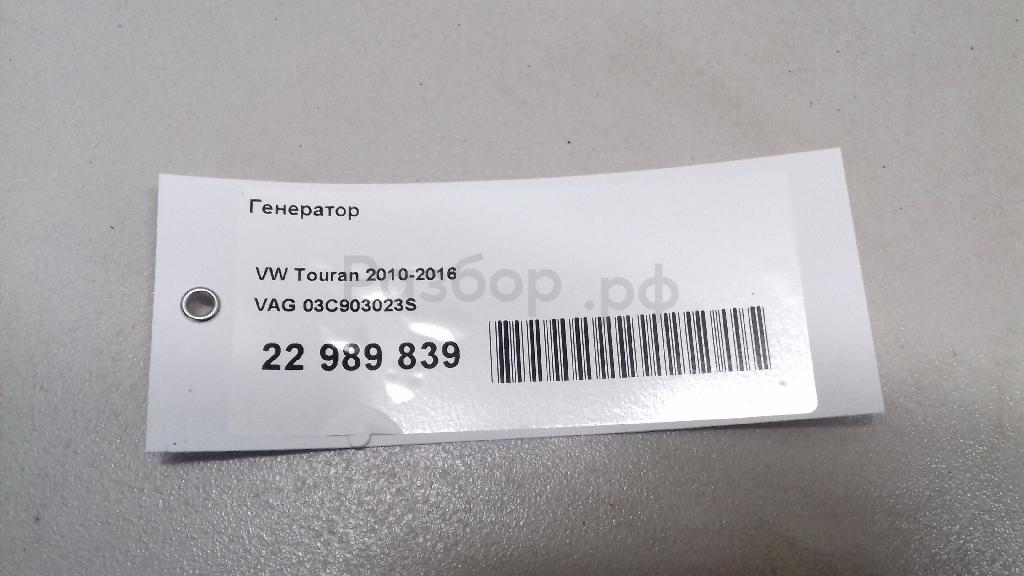 Генератор
VW Touran 2010-2016
Разбор.рф
VAG 03C903023S
22 989 839